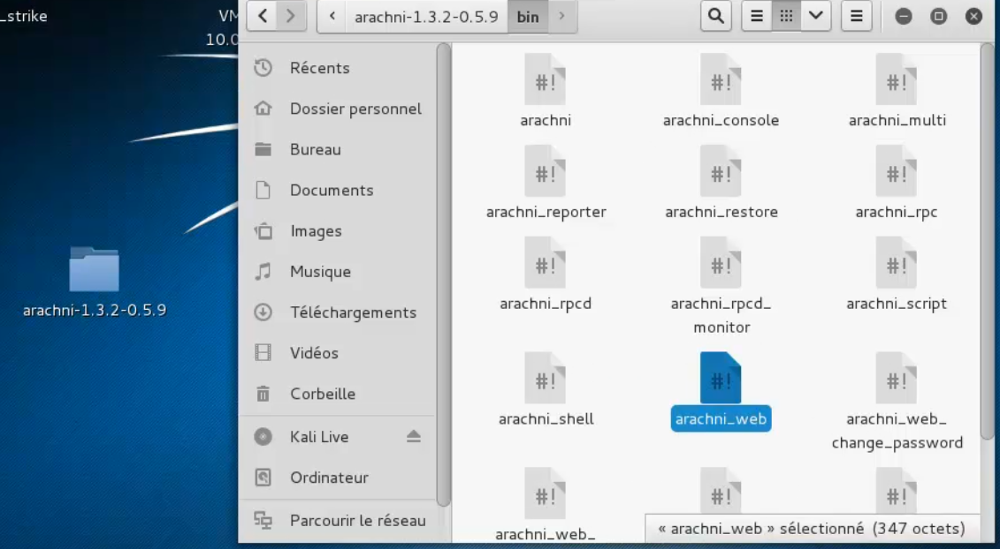 _strike
VM
10.0
arachni-1.3.2-0.5.9
arachni-1.3.2-0.5.9 bin
Récents
Dossier personnel
Bureau
Documents
Images
Musique
Téléchargements
Vidéos
Corbeille
Kali Live
Ordinateur
Parcourir le réseau
#! #! #!
arachni arachni_console arachni_multi
#! #! #!
arachni_reporter arachni_restore arachni_rpc
#! #! #!
arachni_rpcd arachni_rpcd_ arachni_script
monitor
#! #! #!
arachni_shell arachni_web arachni_web_
change_password
#! #! #!
arachni_web_
« arachni_web » sélectionné (347 octets)